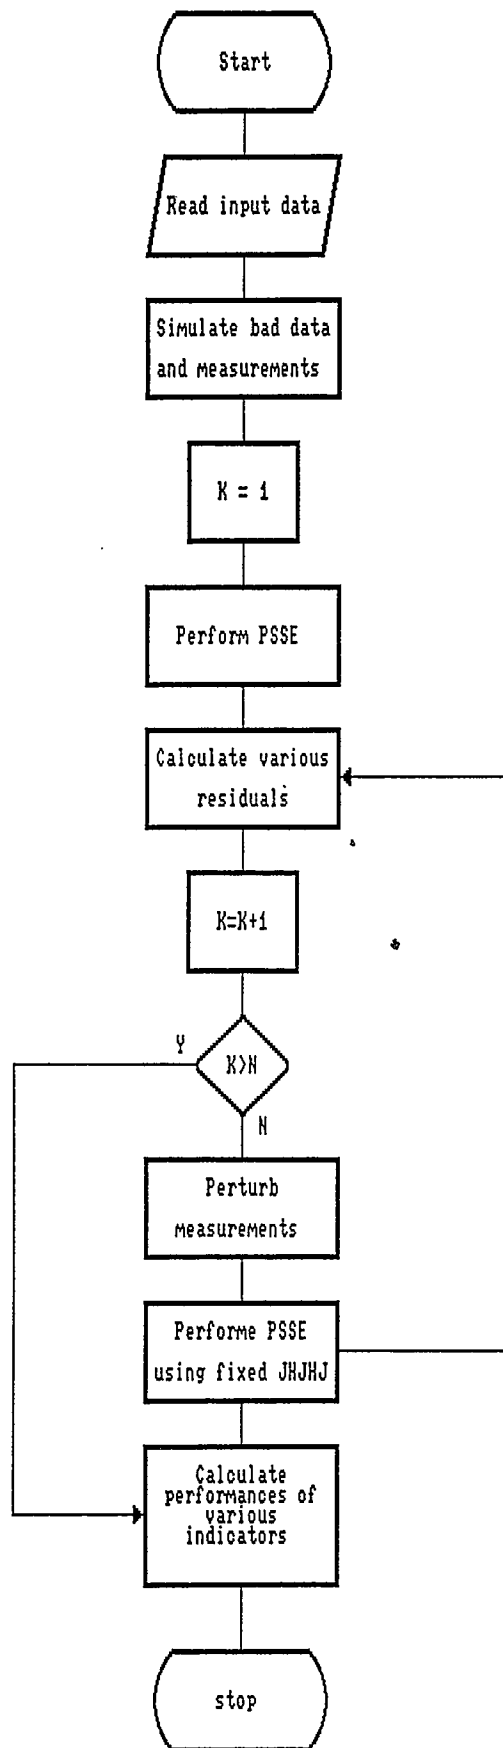 Start
Read input data
Simulate bad data
and measurements
K = 1
Perform PSSE
Calculate various
residuals
K=K+1
Y
K>N
N
Perturb
measurements
Performe PSSE
using fixed JHJHJ
Calculate
performances of
various
indicators
stop